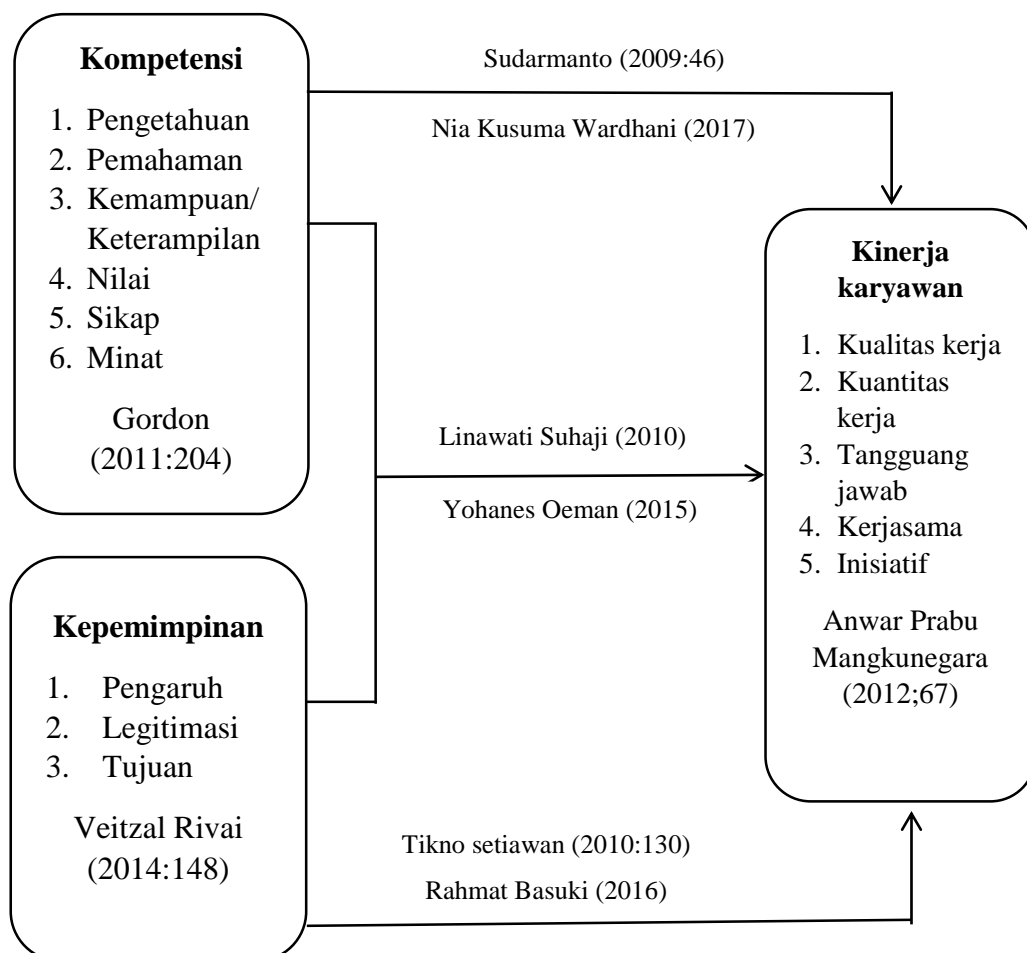 Kompetensi
1. Pengetahuan
2. Pemahaman
3. Kemampuan/
Keterampilan
4. Nilai
5. Sikap
6. Minat
Gordon
(2011:204)
Sudarmanto (2009:46)
Nia Kusuma Wardhani (2017)
Linawati Suhaji (2010)
Yohanes Oeman (2015)
Kinerja
karyawan
1. Kualitas kerja
2. Kuantitas
kerja
3. Tangguang
jawab
4. Kerjasama
5. Inisiatif
Anwar Prabu
Mangkunegara
(2012;67)
Kepemimpinan
1. Pengaruh
2. Legitimasi
3. Tujuan
Veitzal Rivai
(2014:148)
Tikno setiawan (2010:130)
Rahmat Basuki (2016)